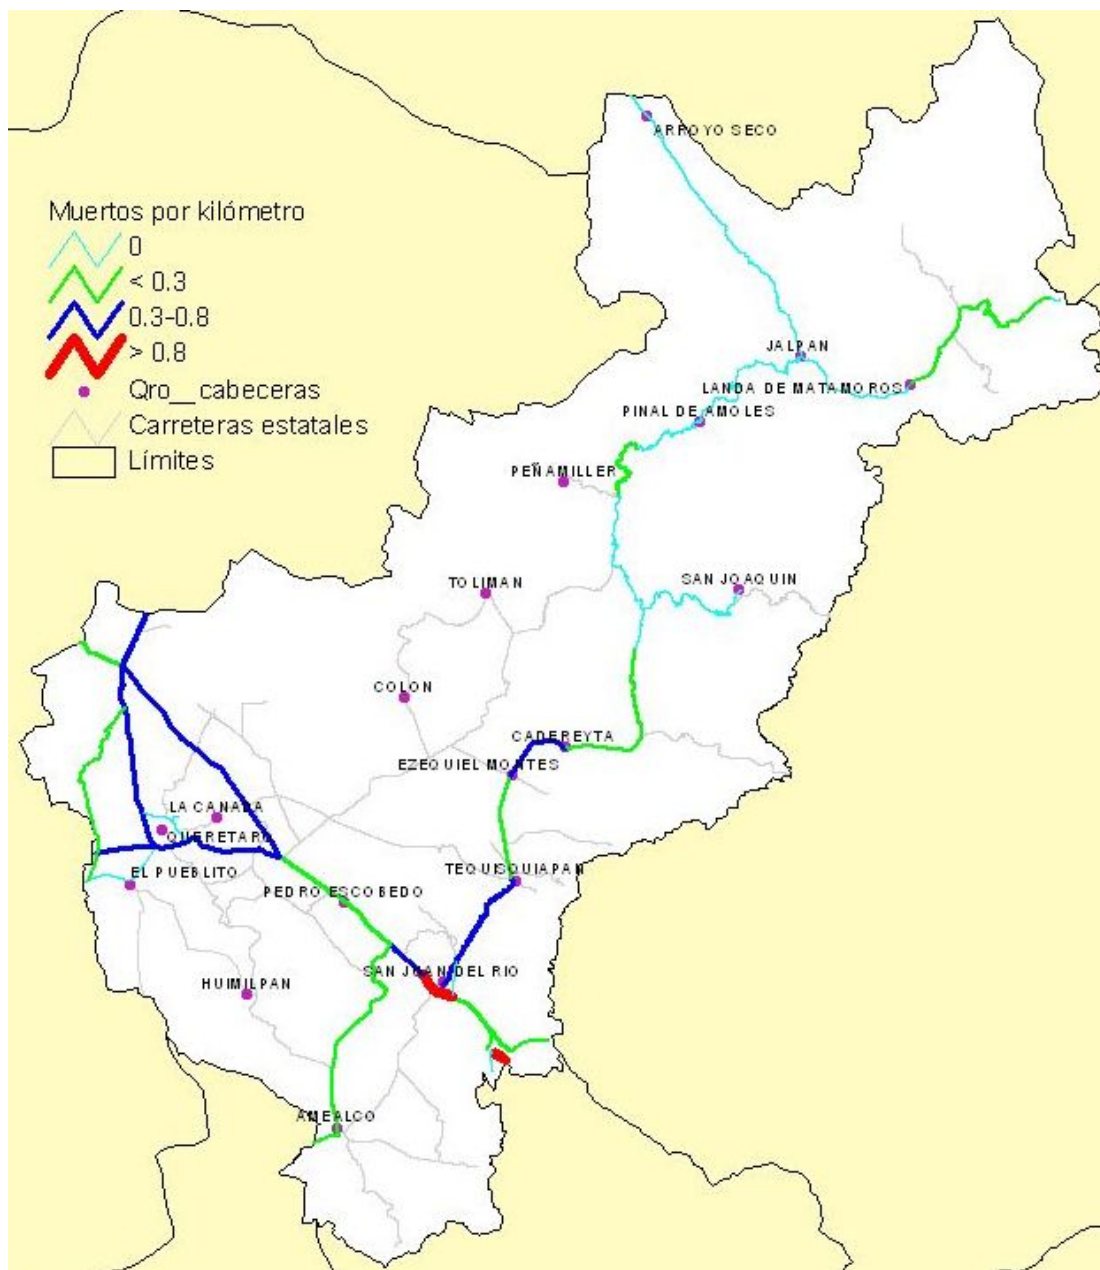 ARROYO SECO
Muertos por kilómetro
0
< 0.3
0.3-0.8
> 0.8
Qro__cabeceras
Carreteras estatales
Límites
JALPAN
LANDA DE MATAMOROS
PINAL DE AMOLES
PEÑAMILLER
TOLIMAN
SAN JOAQUIN
COLON
CADEREYTA
EZEQUIEL MONTES
LA CAÑADA
QUERETARO
EL PUEBLITO
TEQUISQUIAPAN
PEDRO ESCOBEDO
SAN JUAN DEL RIO
HUIMILPAN
AMEALCO